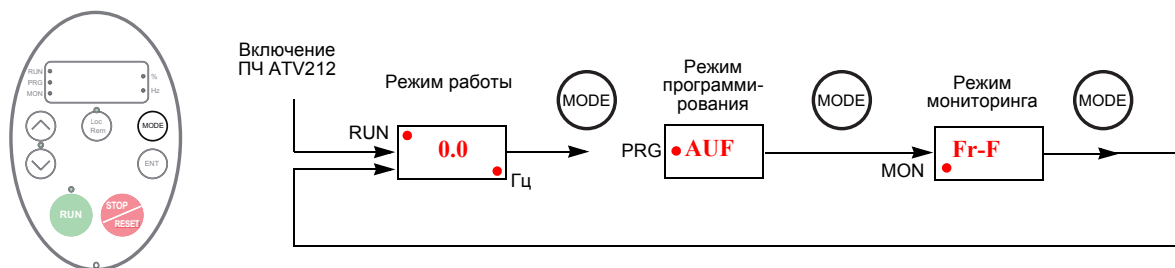 RUN
PRG
MON
%
Hz
Loc
Rem
MODE
ENT
RUN
STOP
RESET
Включение
ПЧ ATV212
Режим работы
RUN
0.0
Гц
MODE
Режим
программи-
рования
PRG
AUF
MODE
Режим
мониторинга
Fr-F
MON
MODE